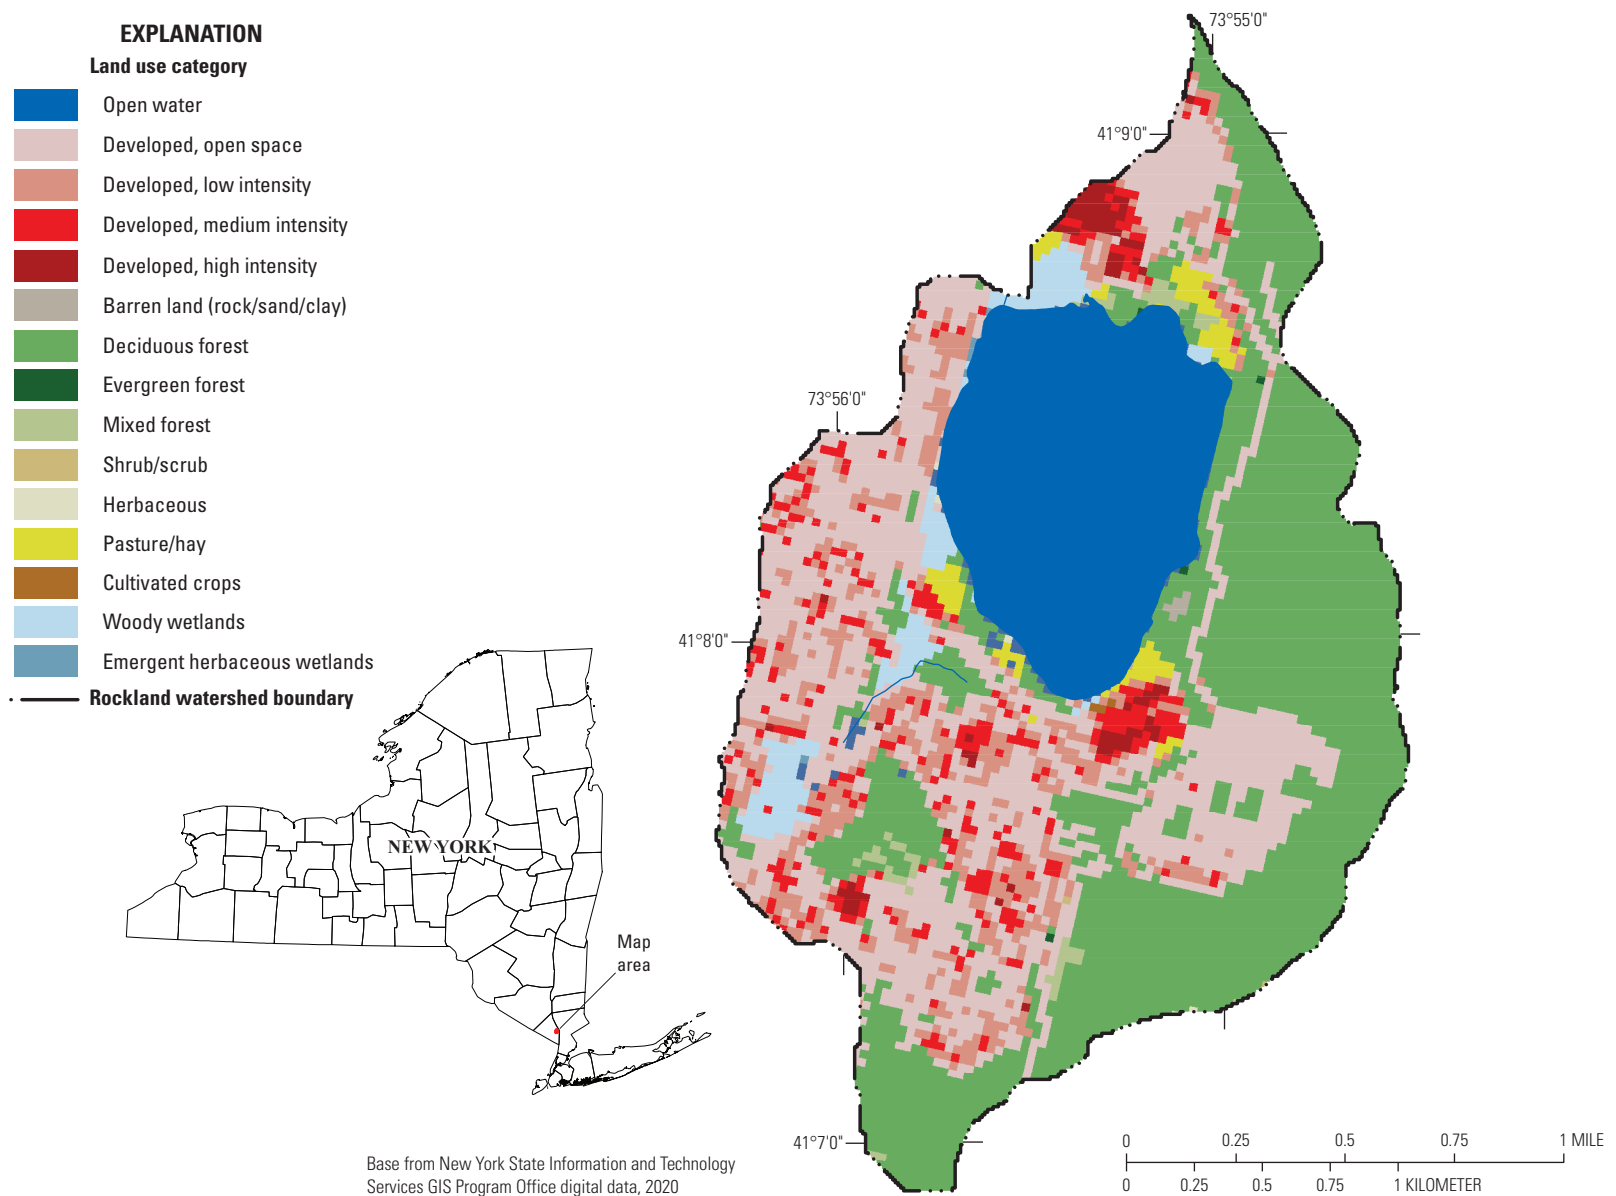 EXPLANATION
Land use category
Open water
Developed, open space
Developed, low intensity
Developed, medium intensity
Developed, high intensity
Barren land (rock/sand/clay)
Deciduous forest
Evergreen forest
Mixed forest
Shrub/scrub
Herbaceous
Pasture/hay
Cultivated crops
Woody wetlands
Emergent herbaceous wetlands
Rockland watershed boundary
73°55'0"
41°9'0"
73°56'0"
41°8'0"
41°7'0"
NEW YORK
Map
area
Base from New York State Information and Technology
Services GIS Program Office digital data, 2020
0 0.25 0.5 0.75 1 MILE
0 0.25 0.5 0.75 1 KILOMETER